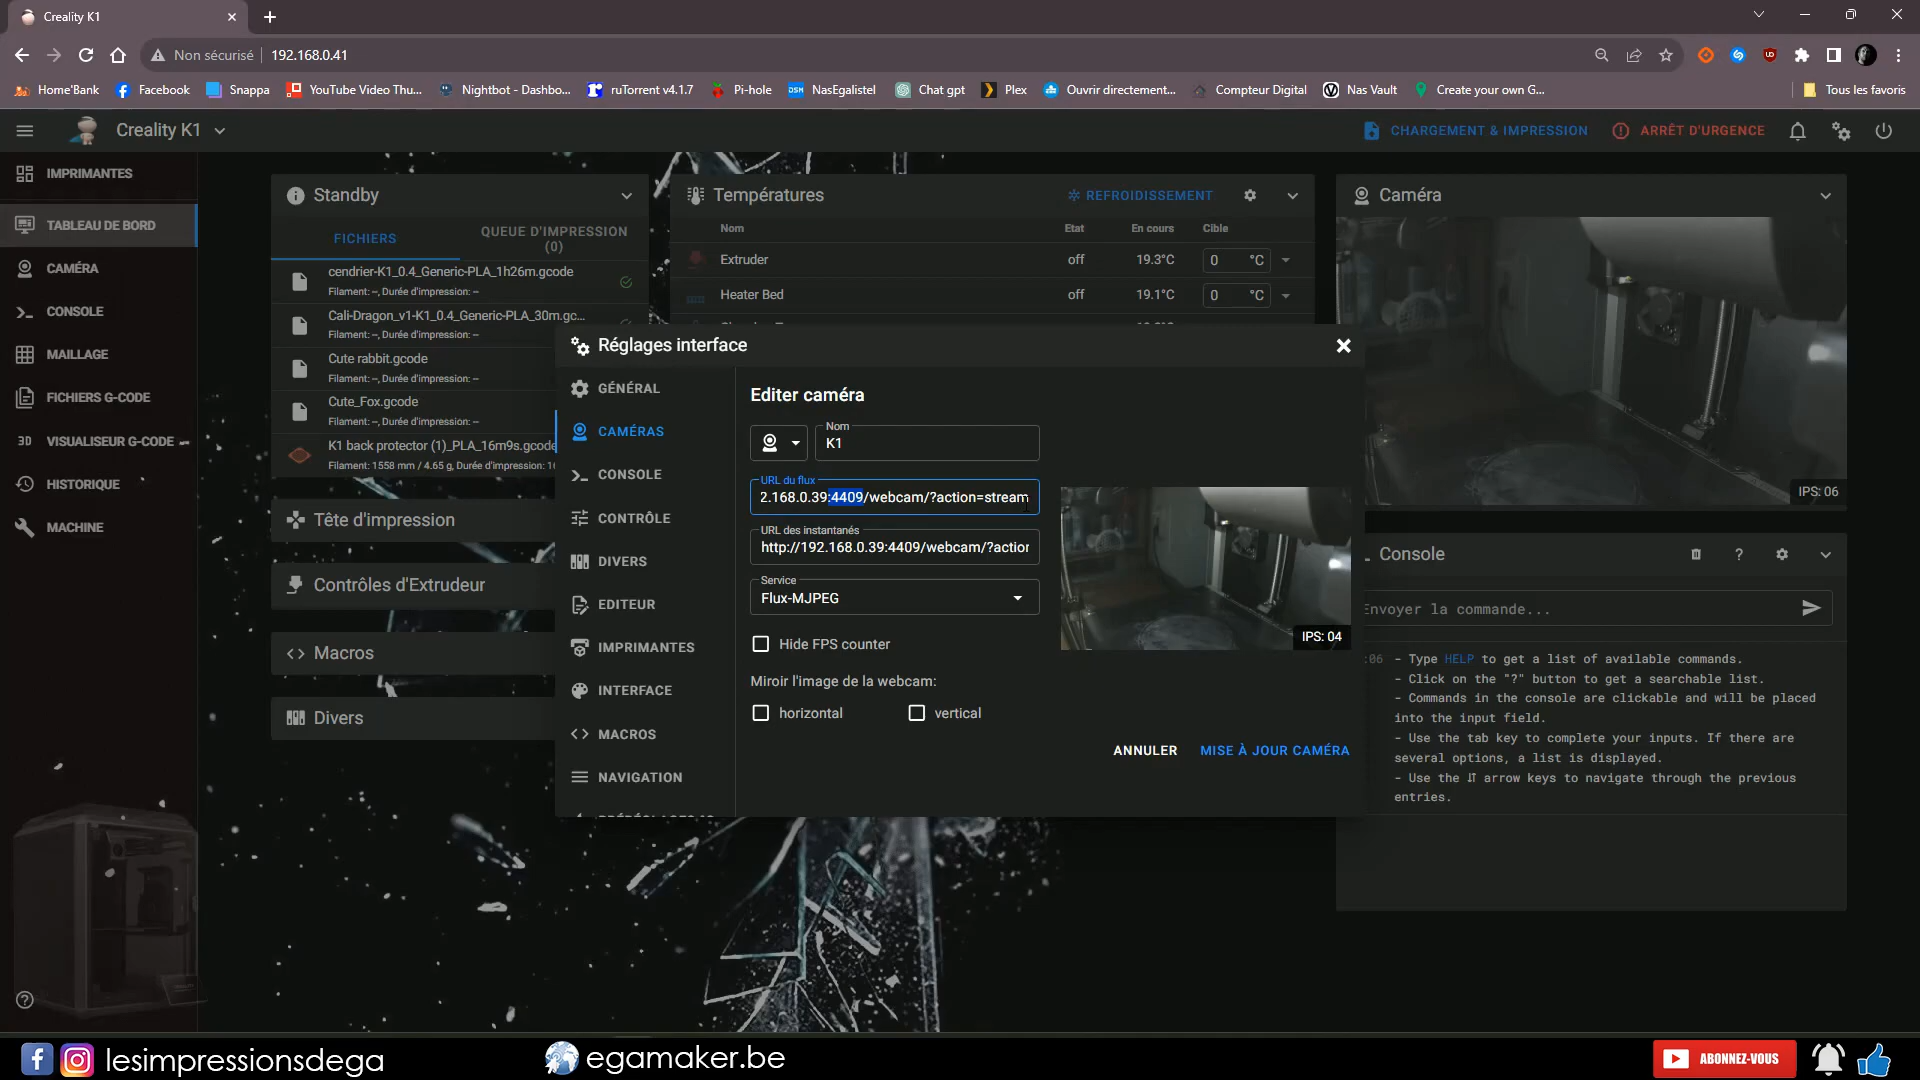 Creality K1
Non sécurisé
192.168.0.41
Home'Bank
Facebook
Snappa
YouTube Video Thu...
Nightbot - Dashbo...
ruTorrent v4.1.7
Pi-hole
DSM
NasEgalistel
Chat gpt
Plex
Ouvrir directement...
Compteur Digital
Nas Vault
Create your own G...
Tous les favoris
Creality K1
CHARGEMENT & IMPRESSION
ARRÊT D'URGENCE
IMPRIMANTES
TABLEAU DE BORD
CAMÉRA
CONSOLE
MAILLAGE
FICHIERS G-CODE
3D VISUALISEUR G-CODE
HISTORIQUE
MACHINE
Standby
FICHIERS
QUEUE D'IMPRESSION
(0)
cendrier-K1_0.4_Generic-PLA_1h26m.gcode
Filament: --, Durée d'impression: --
Cali-Dragon_v1-K1_0.4_Generic-PLA_30m.gc...
Filament: --, Durée d'impression: --
Cute rabbit.gcode
Filament: --, Durée d'impression: --
Cute_Fox.gcode
Filament: --, Durée d'impression: --
K1 back protector (1)_PLA_16m9s.gcode
Filament: 1558 mm / 4.65 g, Durée d'impression: 1
Tête d'impression
Contrôles d'Extrudeur
Macros
Divers
Températures
REFROIDISSEMENT
Nom
Etat
En cours
Cible
Extruder
off
19.3°C
0 °C
Heater Bed
off
19.1°C
0 °C
Caméra
IPS: 06
Réglages interface
GÉNÉRAL
CAMÉRAS
CONSOLE
CONTRÔLE
DIVERS
EDITEUR
IMPRIMANTES
INTERFACE
MACROS
NAVIGATION
Editer caméra
Nom
K1
URL du flux
2.168.0.39:4409/webcam/?action=stream
URL des instantanés
http://192.168.0.39:4409/webcam/?action
Service
Flux-MJPEG
Hide FPS counter
Miroir l'image de la webcam:
horizontal
vertical
IPS: 04
ANNULER
MISE À JOUR CAMÉRA
Console
Envoyer la commande...
:06
- Type HELP to get a list of available commands.
- Click on the "?" button to get a searchable list.
- Commands in the console are clickable and will be placed
into the input field.
- Use the tab key to complete your inputs. If there are
several options, a list is displayed.
- Use the ⇵ arrow keys to navigate through the previous
entries.
lesimpressionsdega
egamaker.be
ABONNEZ-VOUS